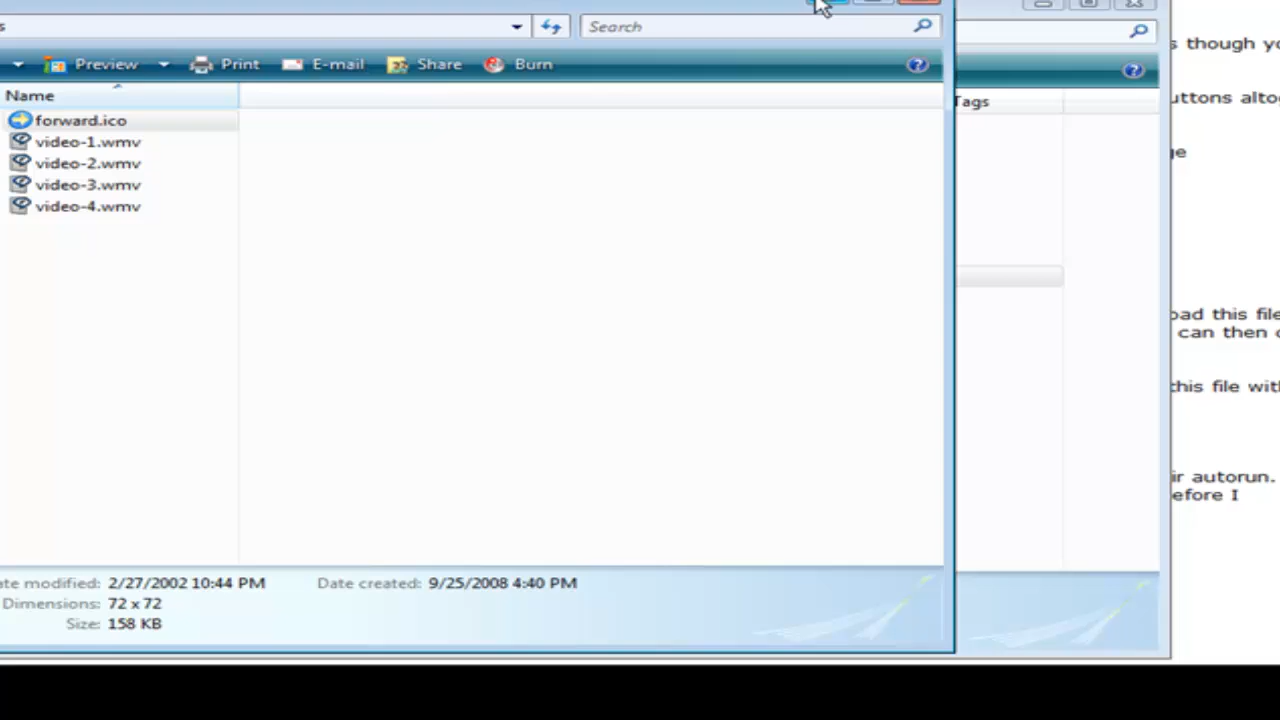 s
Search
Preview Print E-mail Share Burn
Name
forward.ico
video-1.wmv
video-2.wmv
video-3.wmv
video-4.wmv
ate modified: 2/27/2002 10:44 PM Date created: 9/25/2008 4:40 PM
Dimensions: 72 x 72
Size: 158 KB
Tags
s though yo
uttons altog
ge
oad this file
can then c
this file with
ir autorun.
efore I